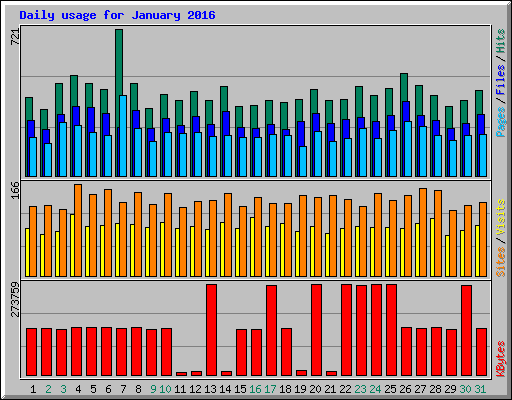 Daily usage for January 2016
721
Pages / Files / Hits
166
Sites / Visits
273759
KBytes
1 2 3 4 5 6 7 8 9 10 11 12 13 14 15 16 17 18 19 20 21 22 23 24 25 26 27 28 29 30 31